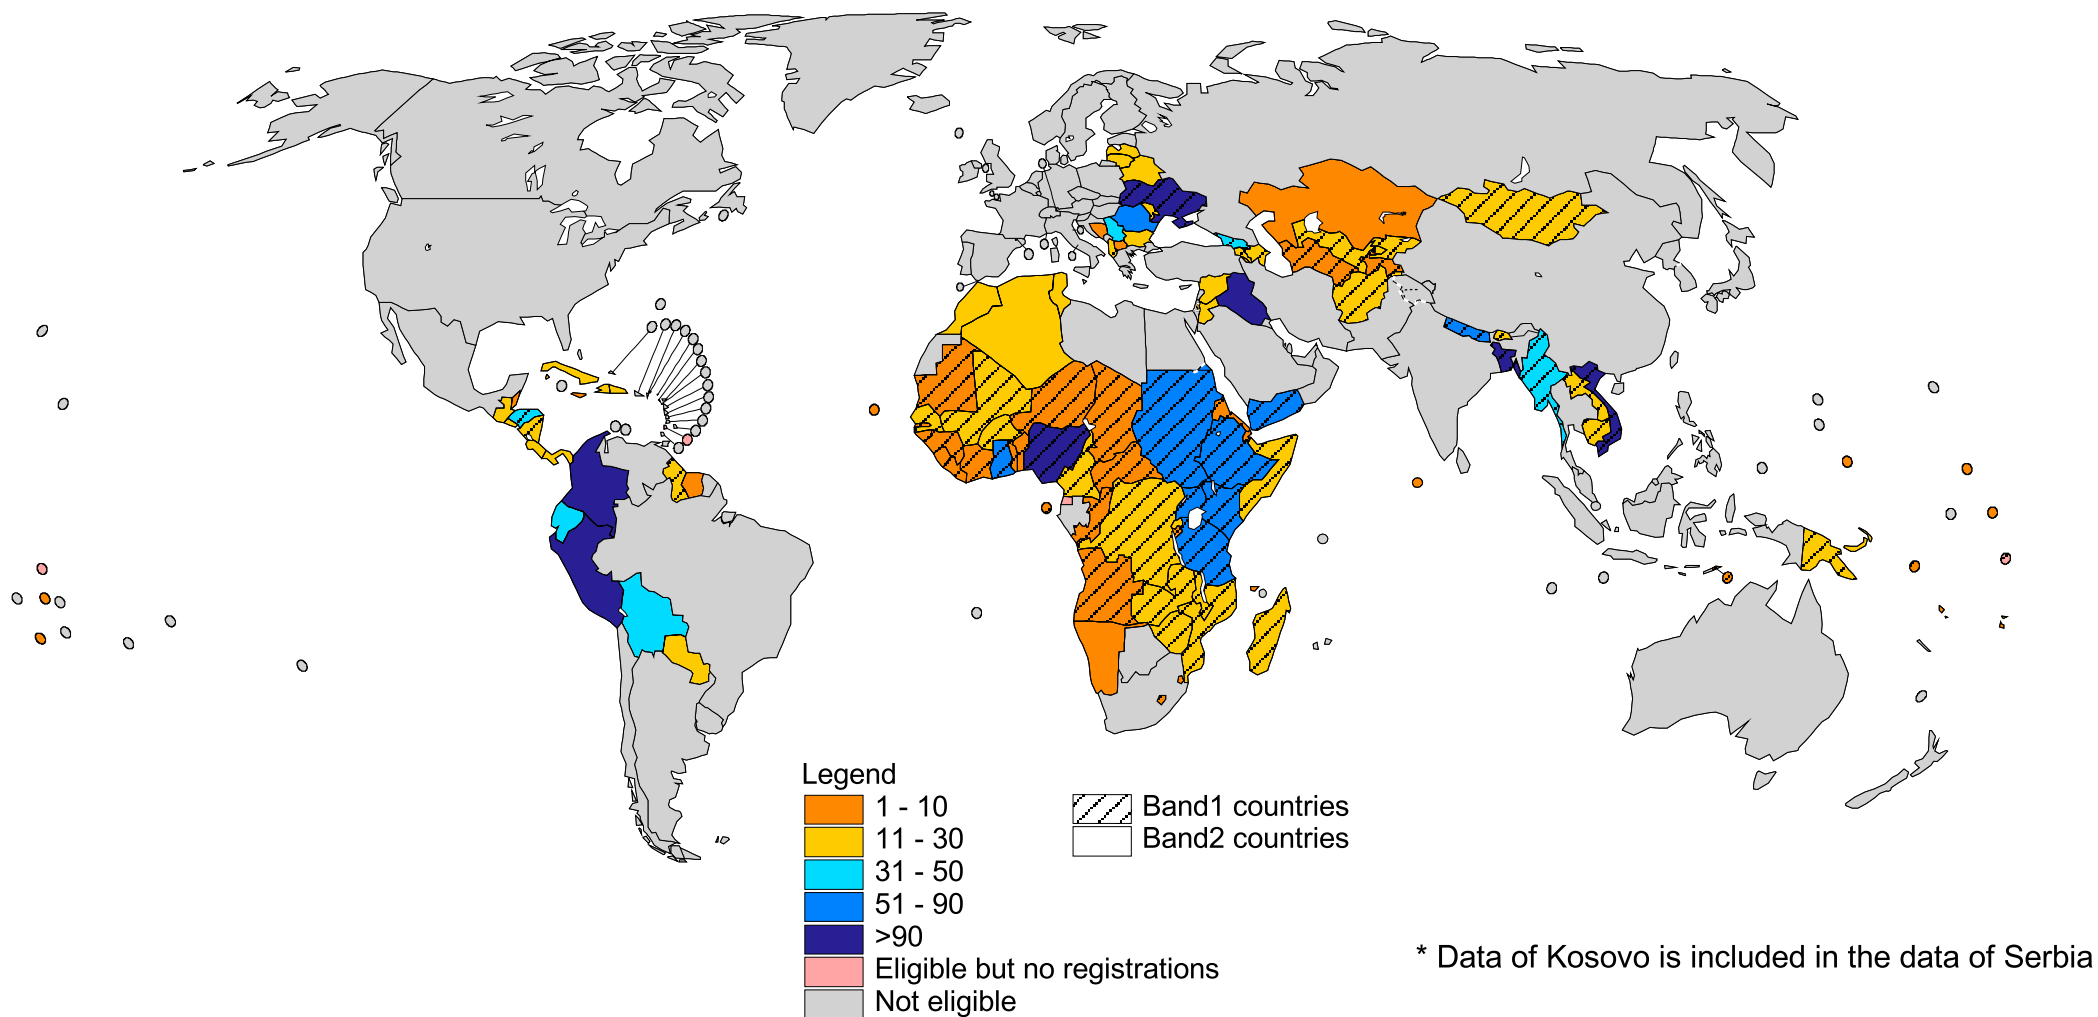 Legend
1 - 10
11 - 30
31 - 50
51 - 90
>90
Eligible but no registrations
Not eligible
Band1 countries
Band2 countries
* Data of Kosovo is included in the data of Serbia